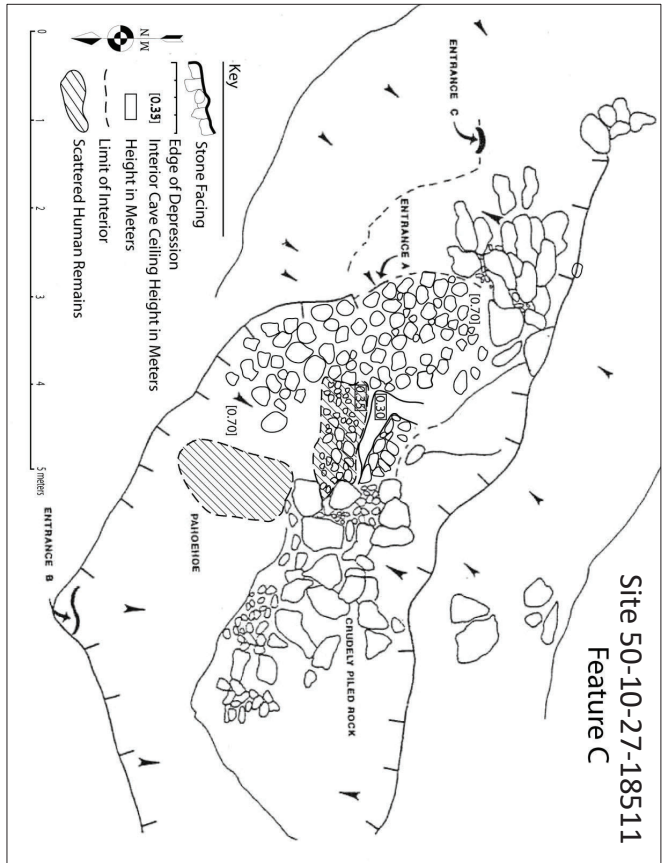 Site 50-10-27-18511
Feature C
ENTRANCE C
ENTRANCE A
[0.70]
0.30
[0.35]
[0.70]
CRUDELY PILED ROCK
PAHOEHOE
ENTRANCE B
Key
Stone Facing
Edge of Depression
[0.35] Interior Cave Ceiling Height in Meters
Height in Meters
Limit of Interior
Scattered Human Remains
N M
0 1 2 3 4 5 meters